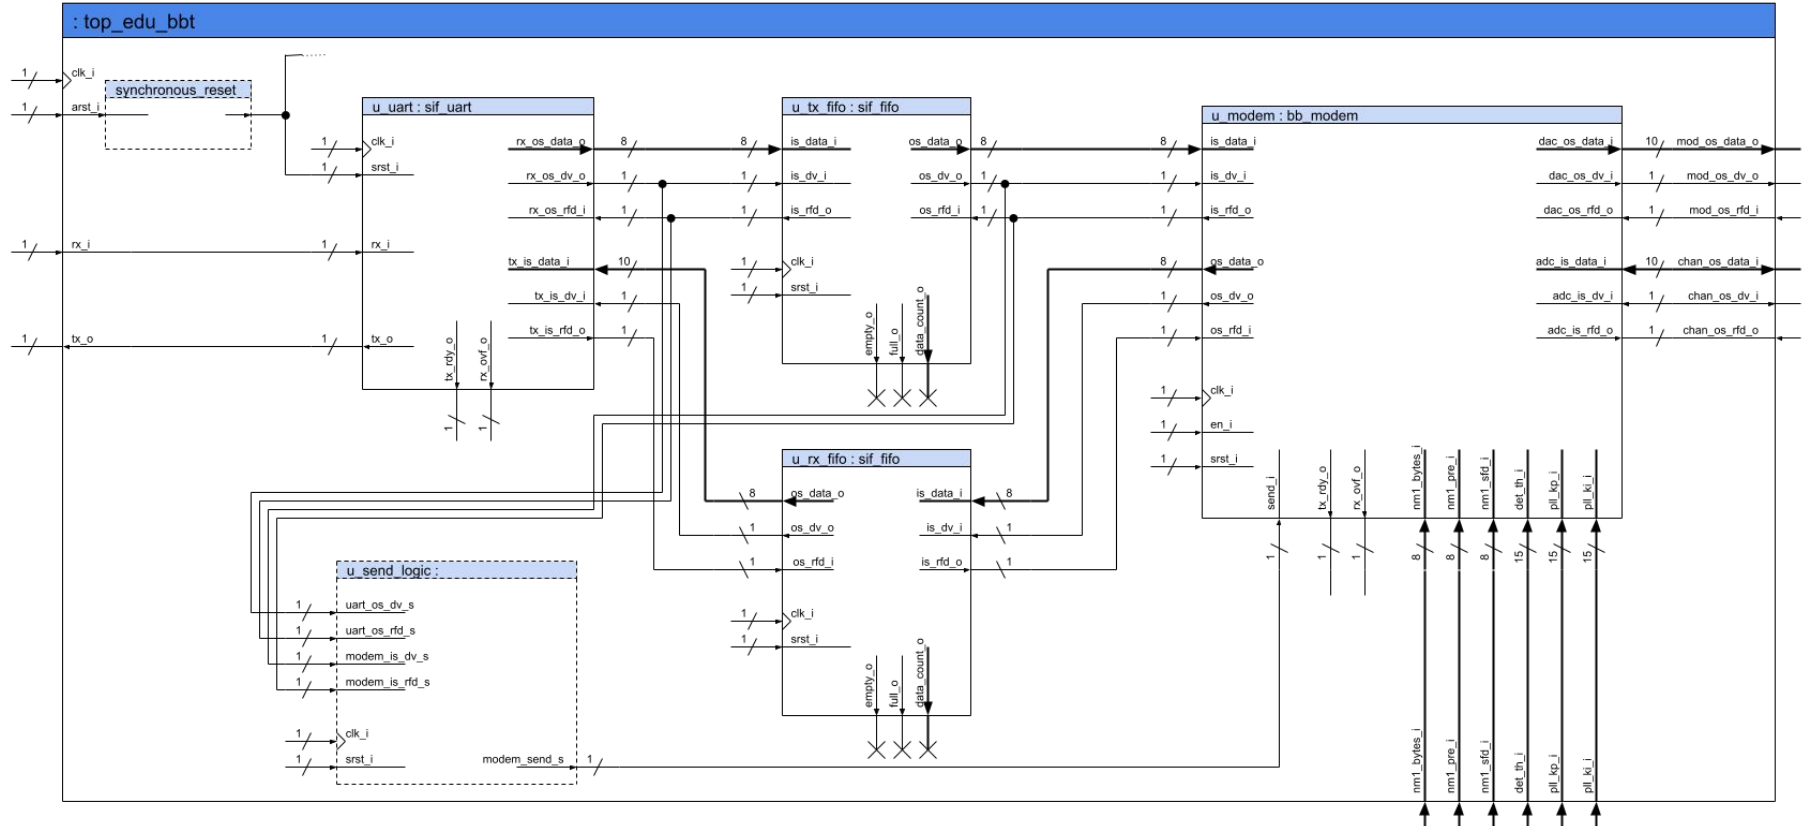 : top_edu_bbt
1 clk_i
1 arst_i
synchronous_reset
u_uart : sif_uart
1 clk_i
1 srst_i
1 rx_i 1 rx_i
1 tx_o 1 tx_o
rx_os_data_o 8
rx_os_dv_o 1
rx_os_rfd_i 1
tx_is_data_i 10
tx_is_dv_i 1
tx_is_rfd_o 1
tx_rdy_o 1
rx_ovf_o 1
u_tx_fifo : sif_fifo
8 is_data_i
1 is_dv_i
1 is_rfd_o
1 clk_i
1 srst_i
os_data_o 8
os_dv_o 1
os_rfd_i 1
empty_o
full_o
data_count_o
u_modem : bb_modem
8 is_data_i
1 is_dv_i
1 is_rfd_o
8 os_data_o
1 os_dv_o
1 os_rfd_i
1 clk_i
1 en_i
1 srst_i
dac_os_data_i 10 mod_os_data_o
dac_os_dv_i 1 mod_os_dv_o
dac_os_rfd_o 1 mod_os_rfd_i
adc_is_data_i 10 chan_os_data_i
adc_is_dv_i 1 chan_os_dv_i
adc_is_rfd_o 1 chan_os_rfd_o
send_i 1
tx_rdy_o 1
rx_ovf_o 1
nm1_bytes_i 8 nm1_bytes_i
nm1_pre_i 8 nm1_pre_i
nm1_sfd_i 8 nm1_sfd_i
det_th_i 15 det_th_i
pll_kp_i 15 pll_kp_i
pll_ki_i 15 pll_ki_i
u_rx_fifo : sif_fifo
8 os_data_o
1 os_dv_o
1 os_rfd_i
is_data_i 8
is_dv_i 1
is_rfd_o 1
1 clk_i
1 srst_i
empty_o
full_o
data_count_o
u_send_logic :
1 uart_os_dv_s
1 uart_os_rfd_s
1 modem_is_dv_s
1 modem_is_rfd_s
1 clk_i
1 srst_i
modem_send_s 1